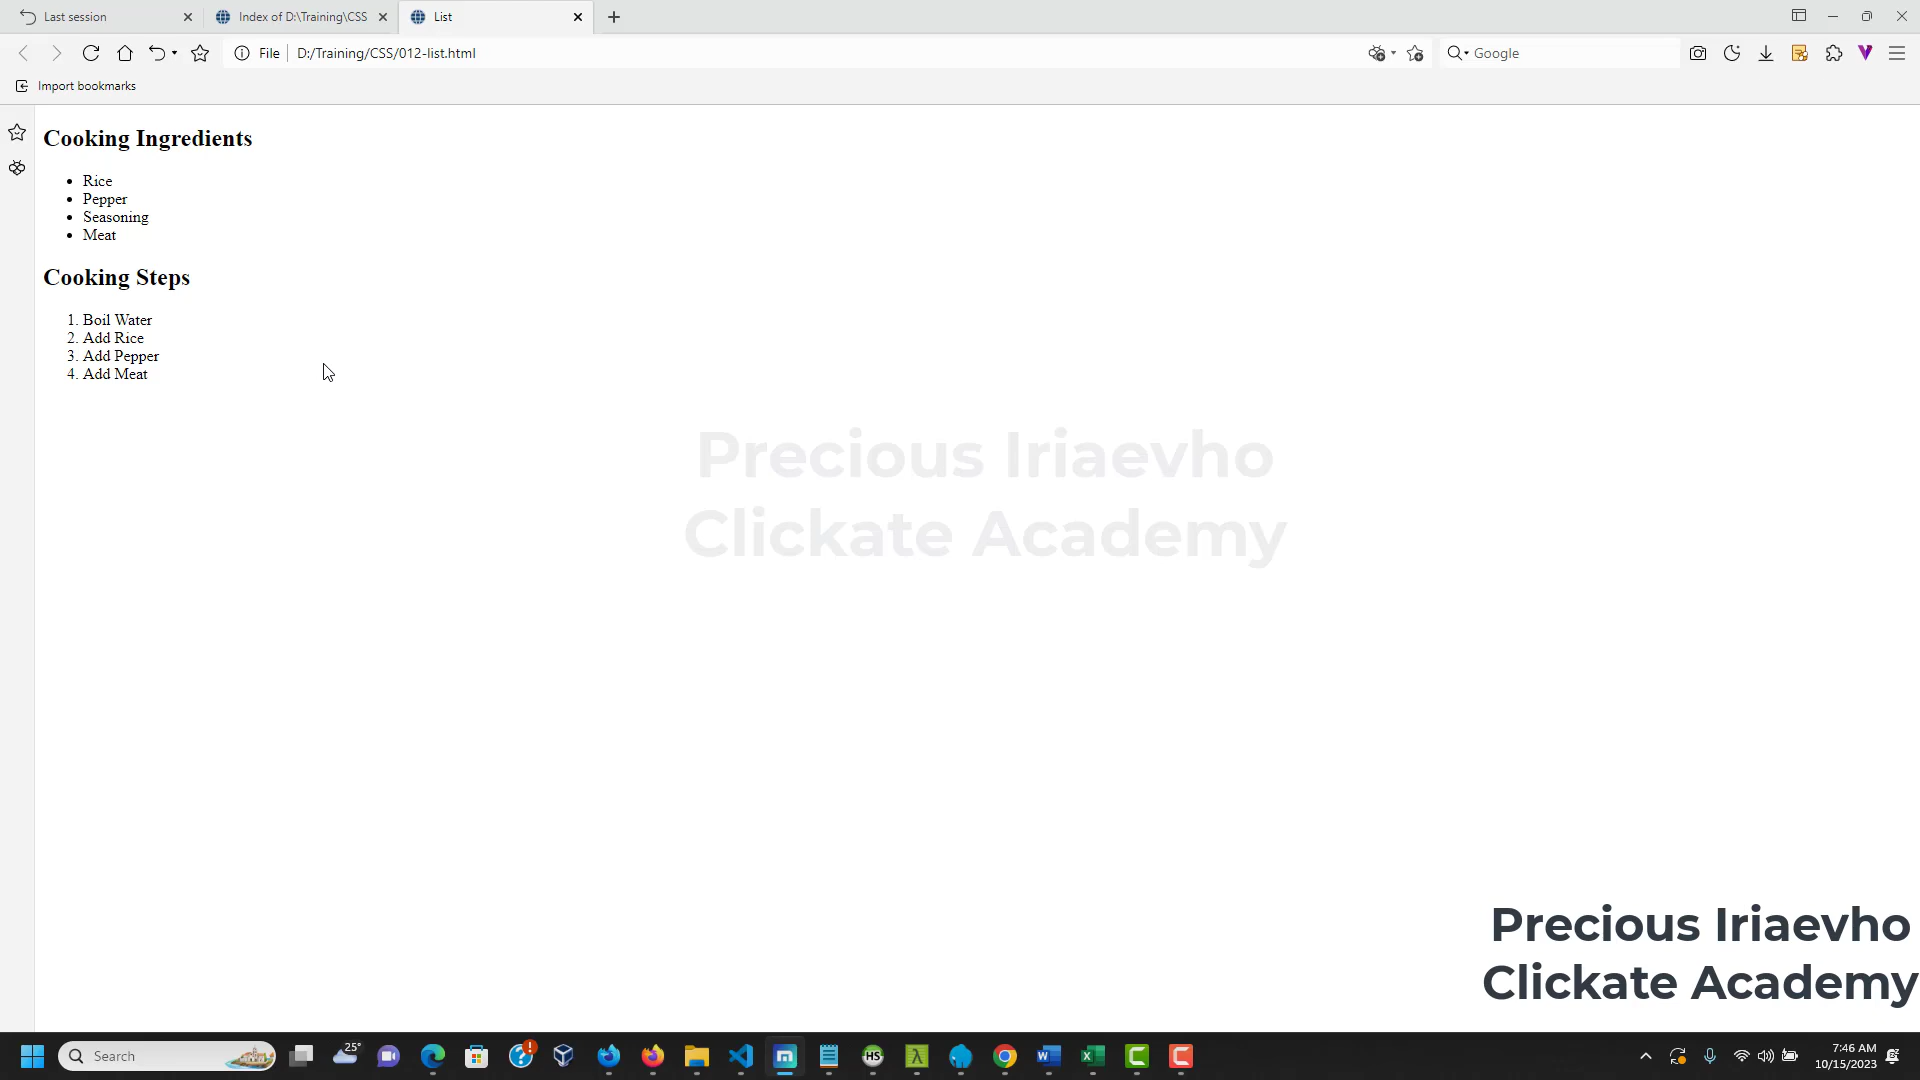 Last session
Index of D:\Training\CSS
List
File
D:/Training/CSS/012-list.html
Google
Import bookmarks
Cooking Ingredients
• Rice
• Pepper
• Seasoning
• Meat
Cooking Steps
1. Boil Water
2. Add Rice
3. Add Pepper
4. Add Meat
Precious Iriaevho
Clickate Academy
Precious Iriaevho
Clickate Academy
Search
25°
HS
7:46 AM
10/15/2023